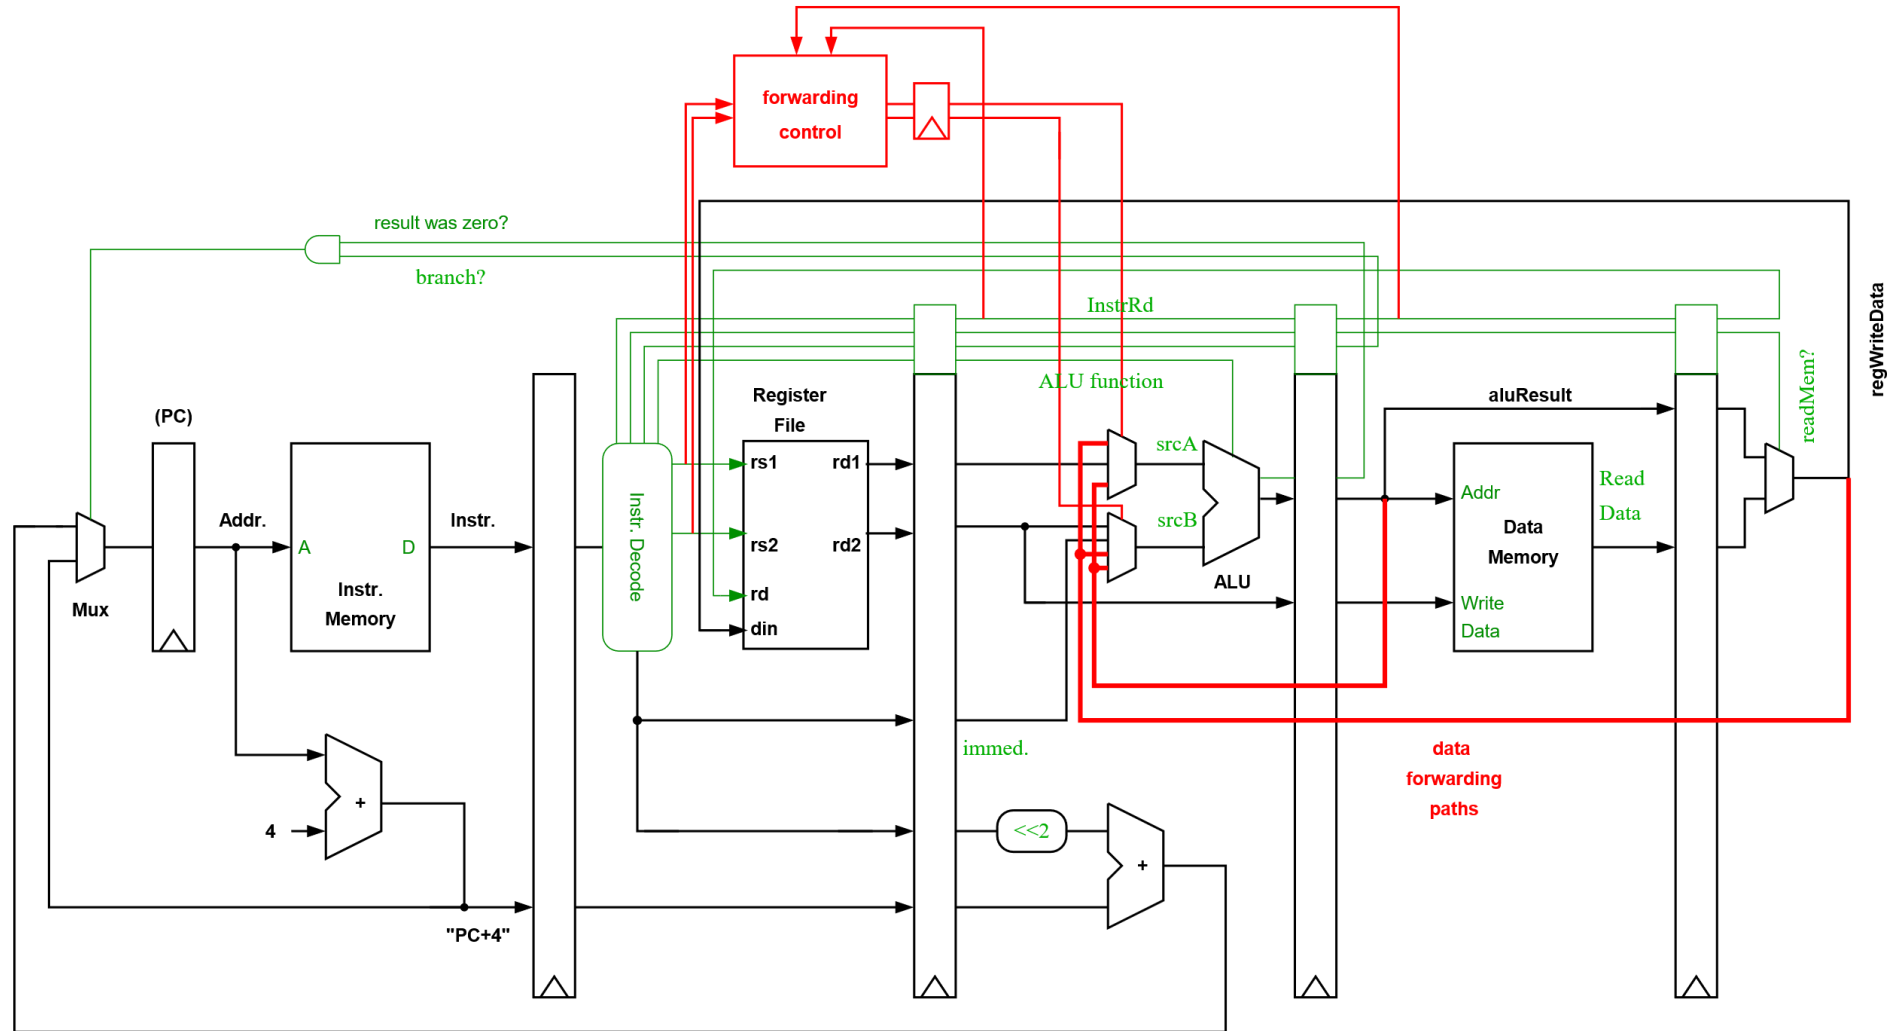 forwarding
control
result was zero?
branch?
InstrRd
regWriteData
ALU function
readMem?
Register
File
aluResult
(PC)
srcA
rs1
rd1
Read
Data
Addr
Addr.
Instr.
srcB
Data
Memory
A
D
Instr. Decode
rs2
rd2
Instr.
Memory
Mux
ALU
rd
din
Write
Data
immed.
data
forwarding
paths
+
4
<<2
+
"PC+4"